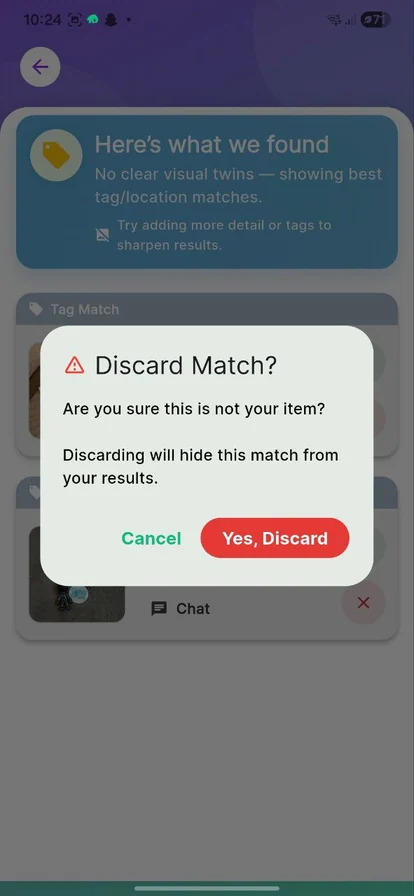 10:24
71
Here's what we found
No clear visual twins — showing best
tag/location matches.
Try adding more detail or tags to
sharpen results.
Tag Match
Discard Match?
Are you sure this is not your item?
Discarding will hide this match from
your results.
Cancel
Yes, Discard
Chat